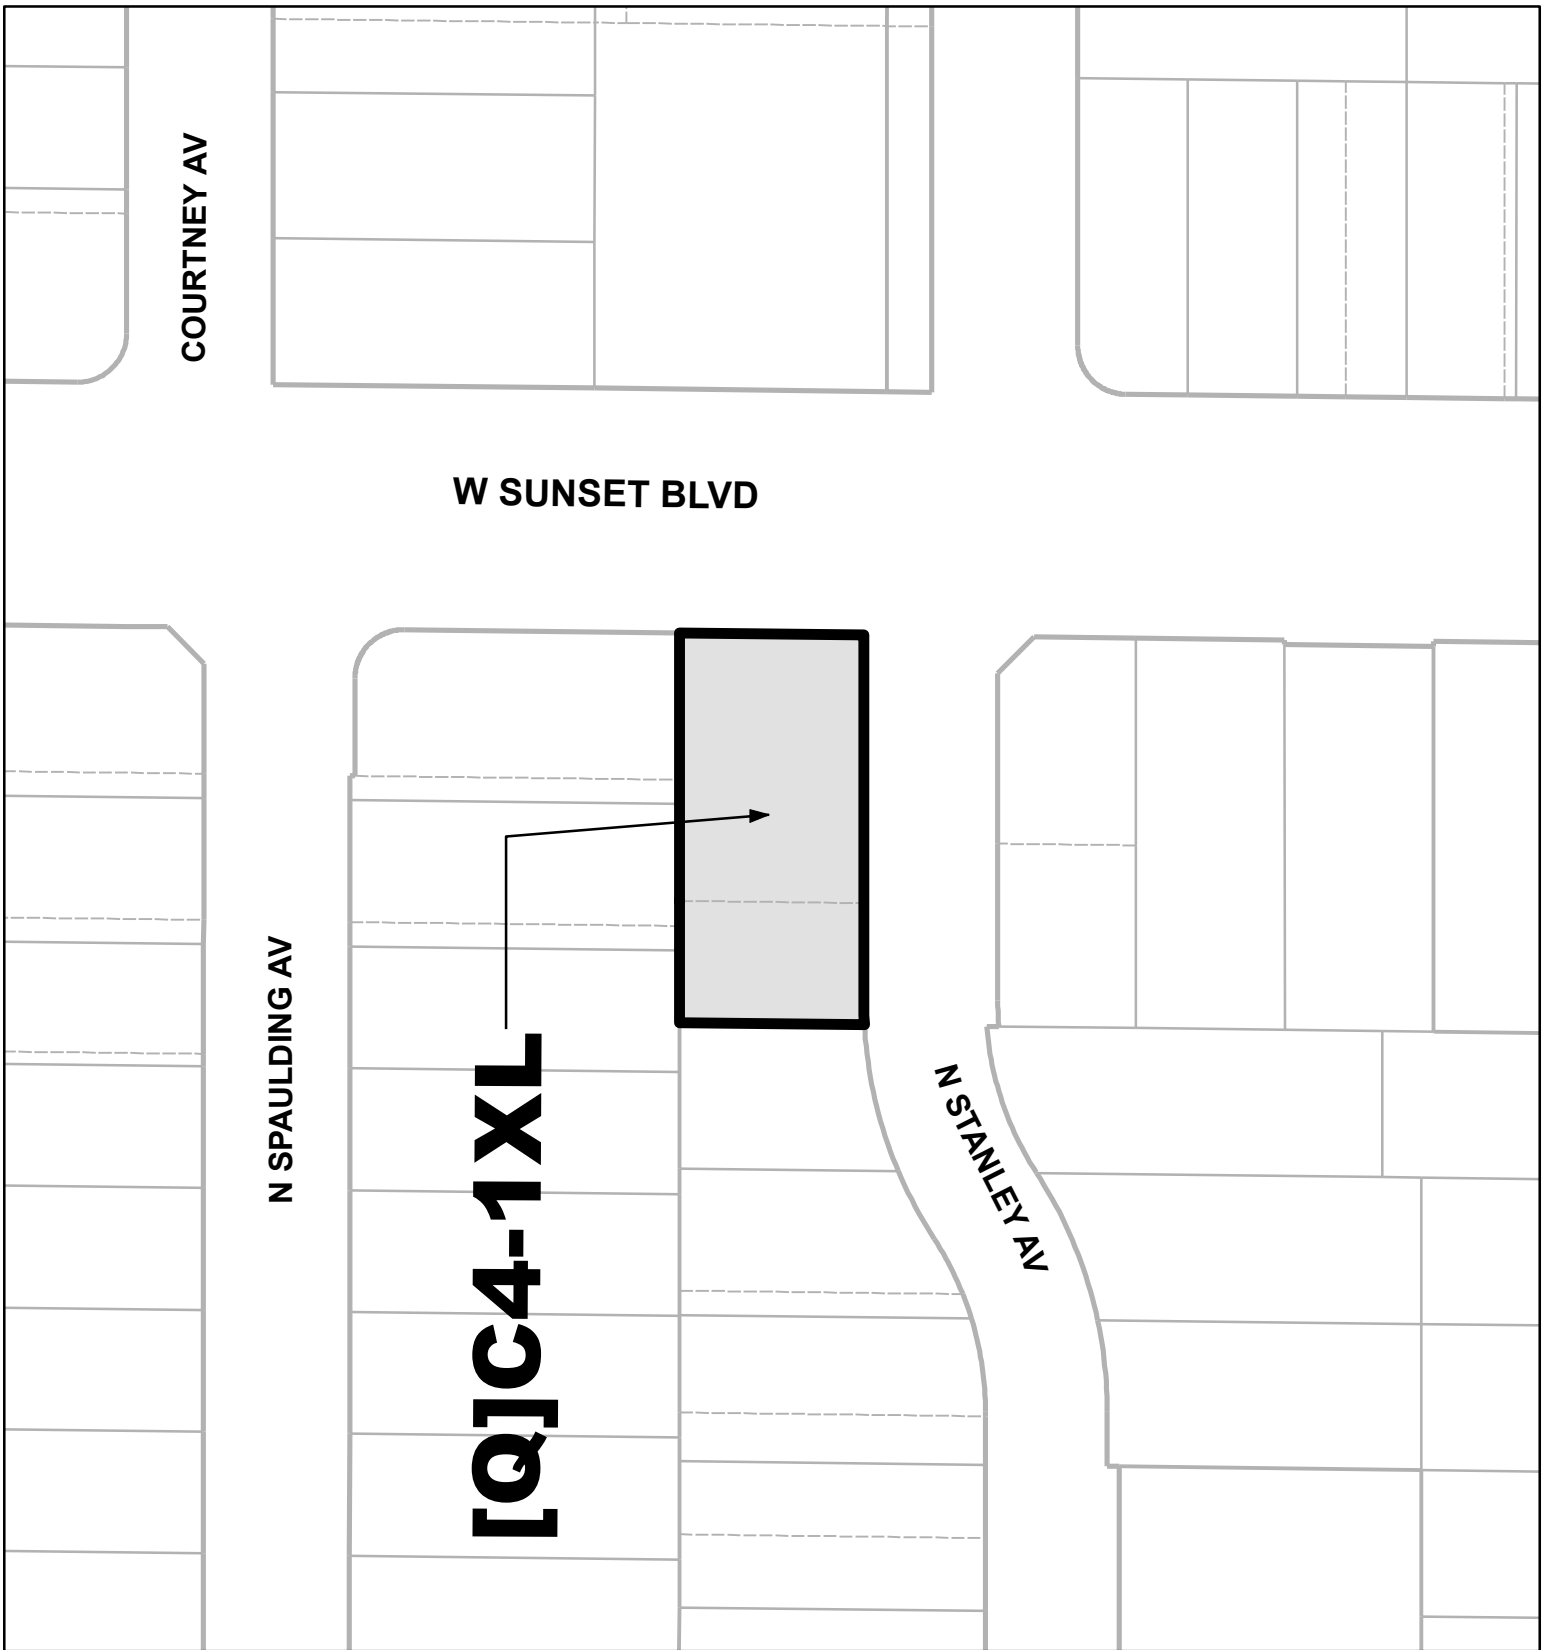 COURTNEY AV
W SUNSET BLVD
N SPAULDING AV
[Q]C4-1XL
N STANLEY AV